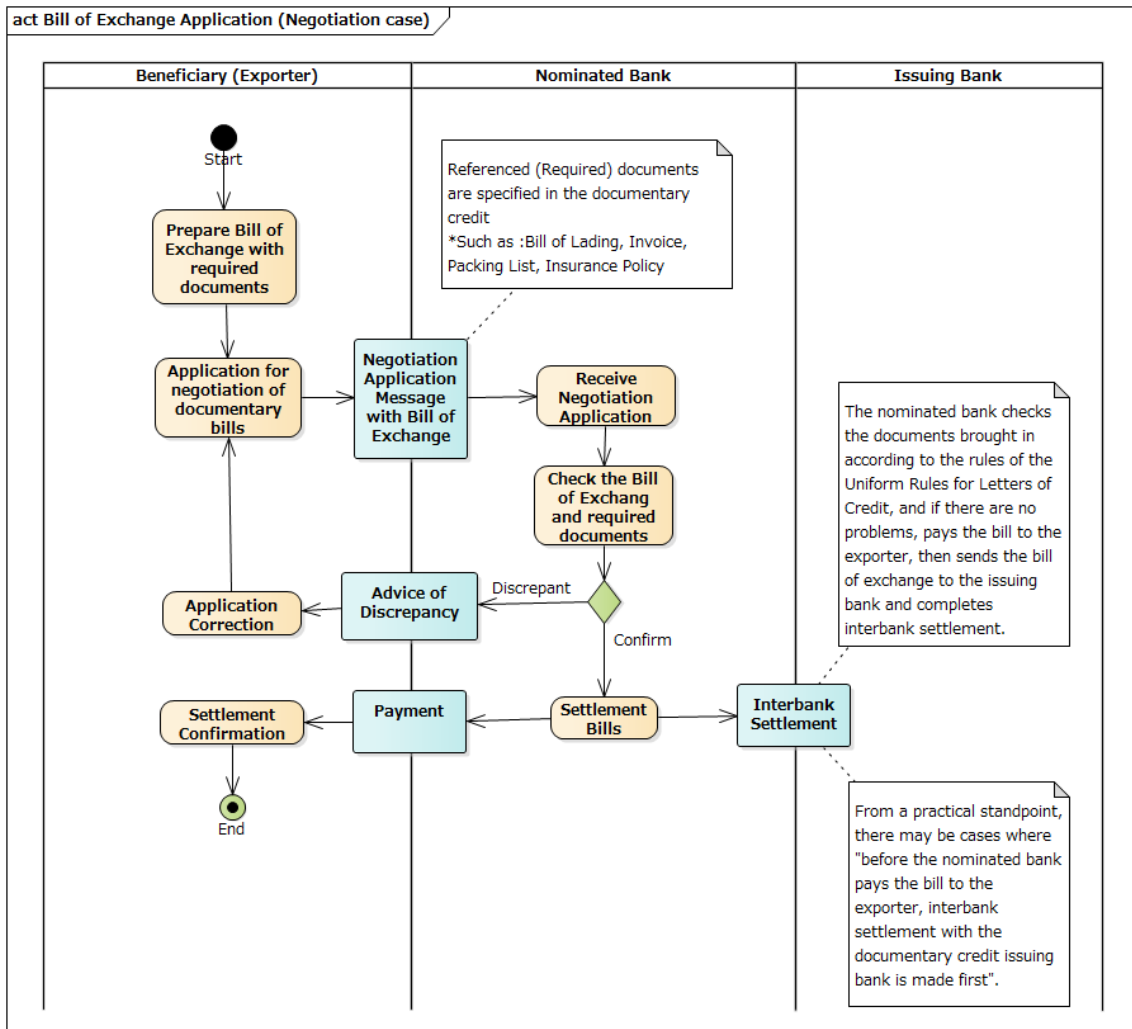 act Bill of Exchange Application (Negotiation case)
Beneficiary (Exporter)
Nominated Bank
Issuing Bank
Start
Prepare Bill of
Exchange with
required
documents
Referenced (Required) documents
are specified in the documentary
credit
*Such as :Bill of Lading, Invoice,
Packing List, Insurance Policy
Application for
negotiation of
documentary
bills
Negotiation
Application
Message
with Bill of
Exchange
Receive
Negotiation
Application
Check the Bill
of Exchang
and required
documents
The nominated bank checks
the documents brought in
according to the rules of the
Uniform Rules for Letters of
Credit, and if there are no
problems, pays the bill to the
exporter, then sends the bill
of exchange to the issuing
bank and completes
interbank settlement.
Discrepant
Advice of
Discrepancy
Application
Correction
Confirm
Settlement
Bills
Payment
Settlement
Confirmation
Interbank
Settlement
End
From a practical standpoint,
there may be cases where
"before the nominated bank
pays the bill to the
exporter, interbank
settlement with the
documentary credit issuing
bank is made first".